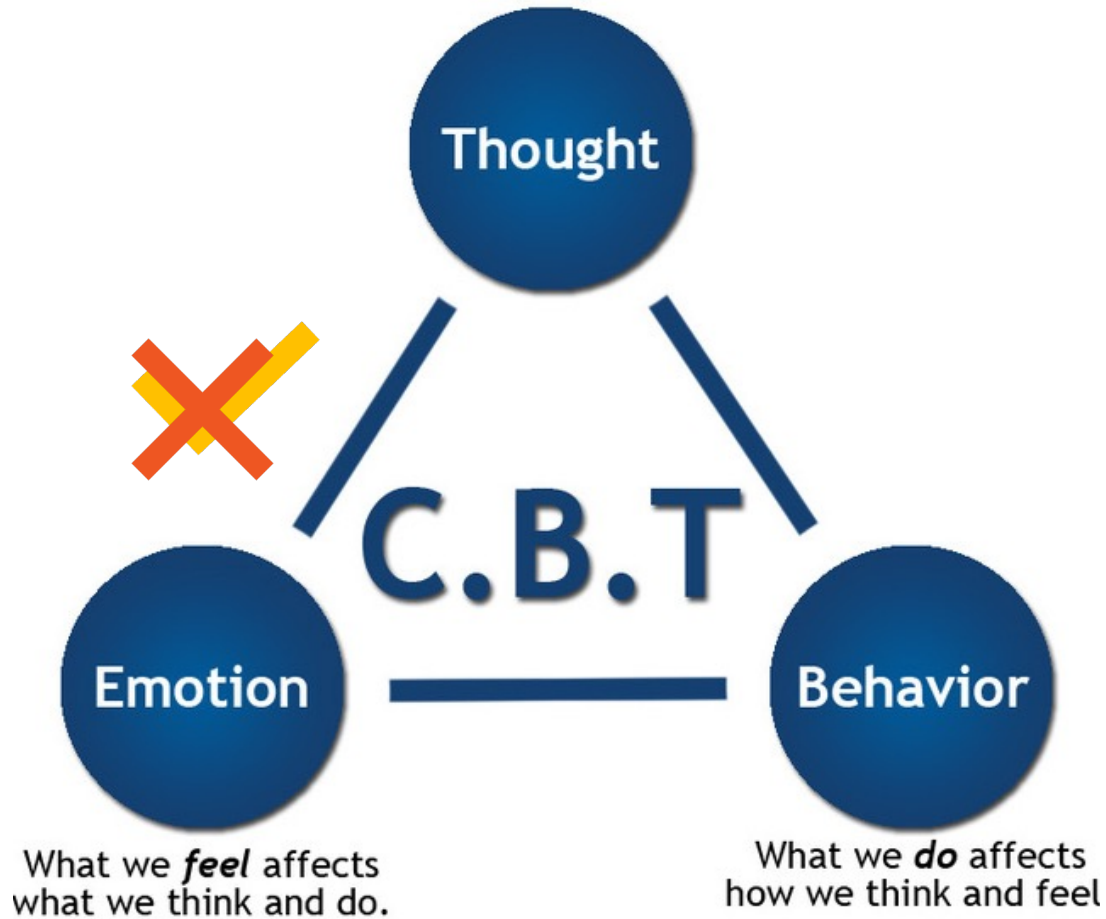 Thought
C.B.T
Emotion
Behavior
What we feel affects
what we think and do.
What we do affects
how we think and feel